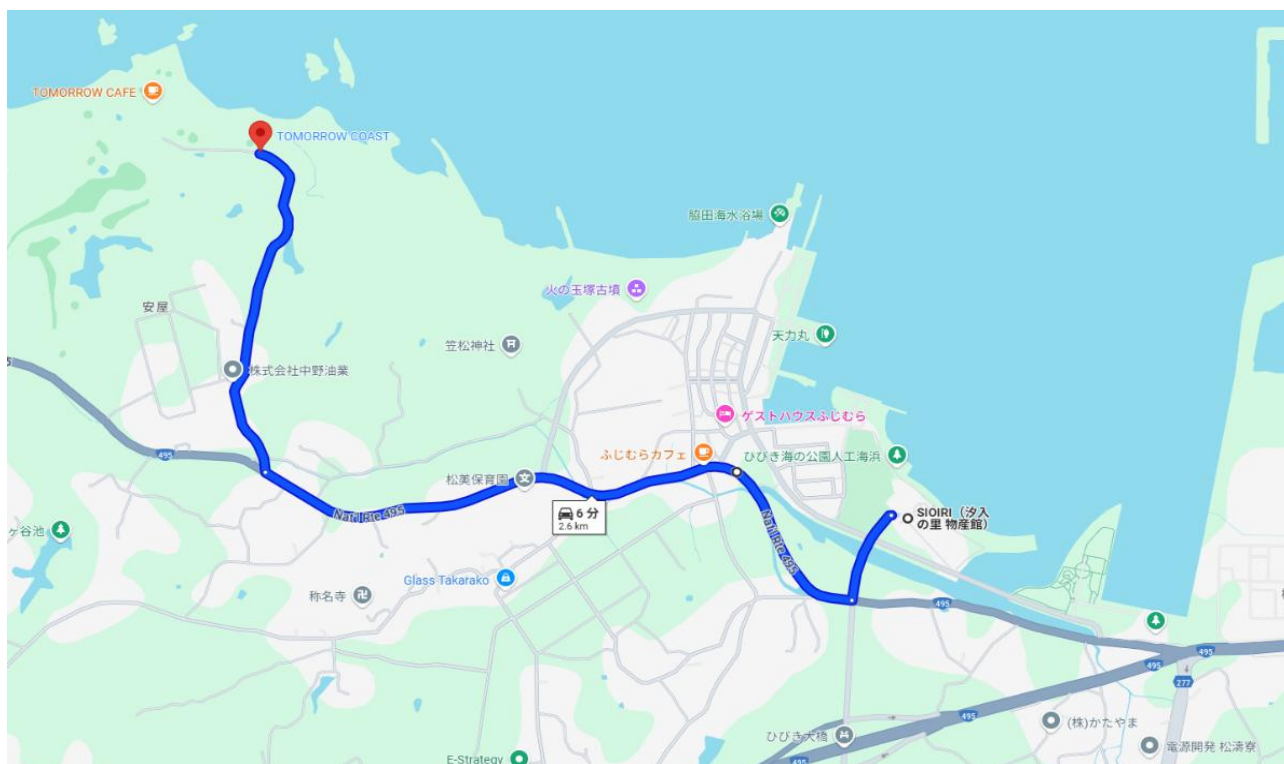 TOMORROW CAFE
TOMORROW COAST
脇田海水浴場
火の玉塚古墳
安屋
天力丸
笠松神社
株式会社中野油業
ゲストハウスふじむら
495
ふじむらカフェ
ひびき海の公園人工海浜
松美保育園
6 分
2.6 km
Nat'l Rte 495
SIOIRI（汐入
の里 物産館）
Nat'l Rte 495
ヶ谷池
Glass Takarako
称名寺
495
495
495
277
495
ひびき大橋
(株)かたやま
電源開発 松濤寮
E-Strategy